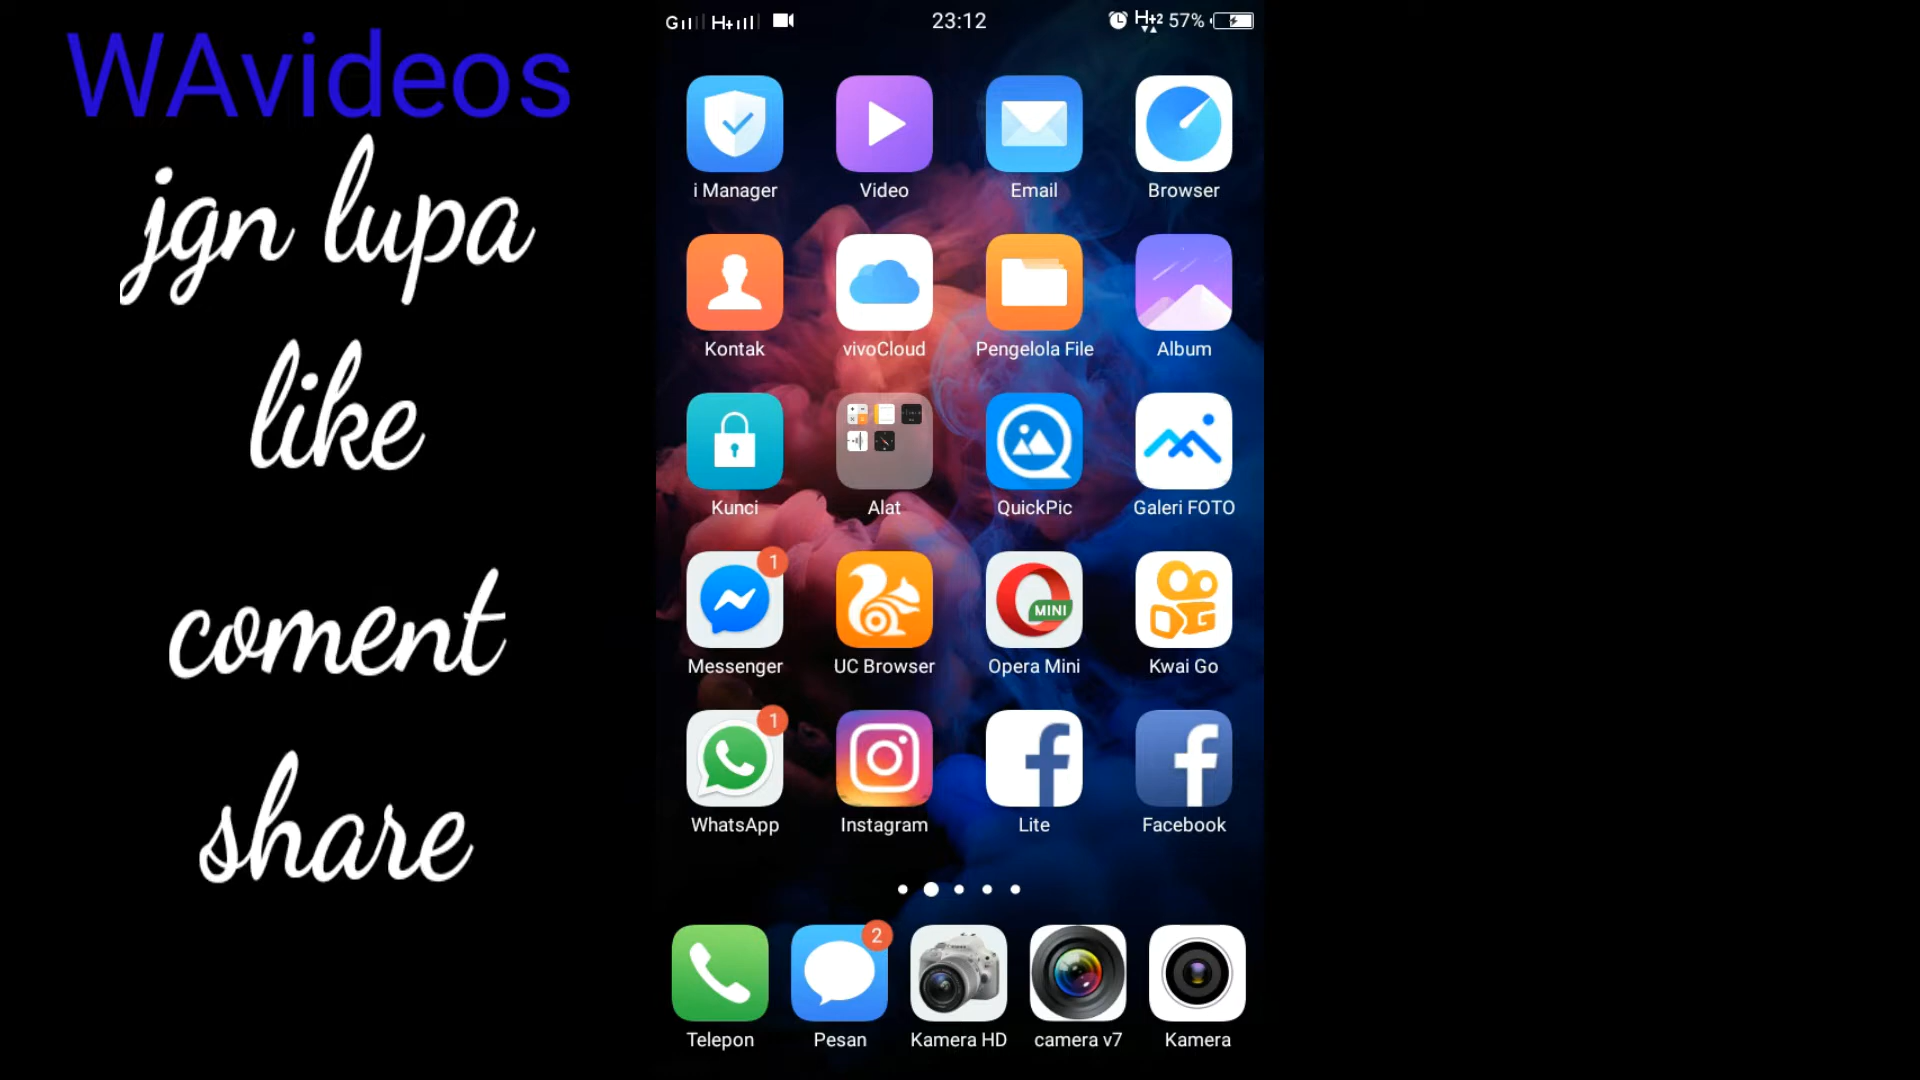 WAvideos
jgn lupa
like
coment
share
G H+ 23:12 H+2 57%
i Manager Video Email Browser
Kontak vivoCloud Pengelola File Album
Kunci Alat QuickPic Galeri FOTO
1
MINI
Messenger UC Browser Opera Mini Kwai Go
1
WhatsApp Instagram Lite Facebook
2
Telepon Pesan Kamera HD camera v7 Kamera